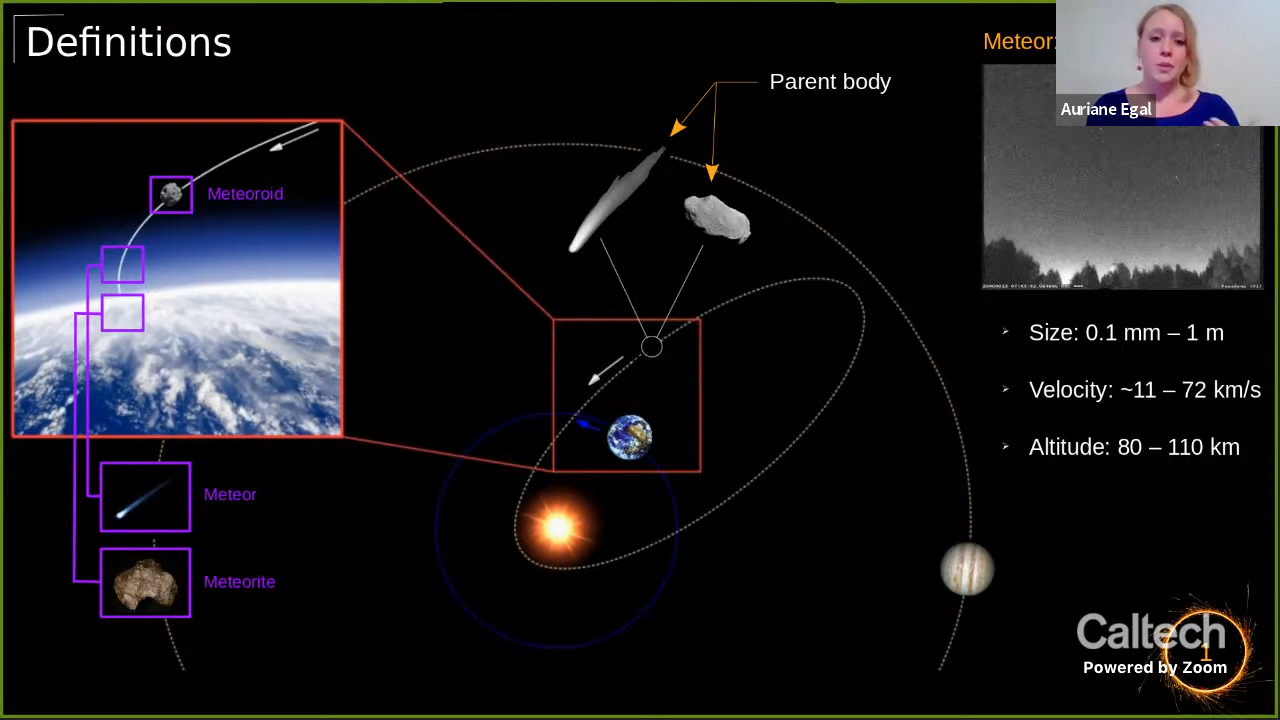 Definitions
Meteor:
Auriane Egal
Parent body
Meteoroid
Size: 0.1 mm – 1 m
Velocity: ~11 – 72 km/s
Altitude: 80 – 110 km
Meteor
Meteorite
Caltech
1
Powered by Zoom